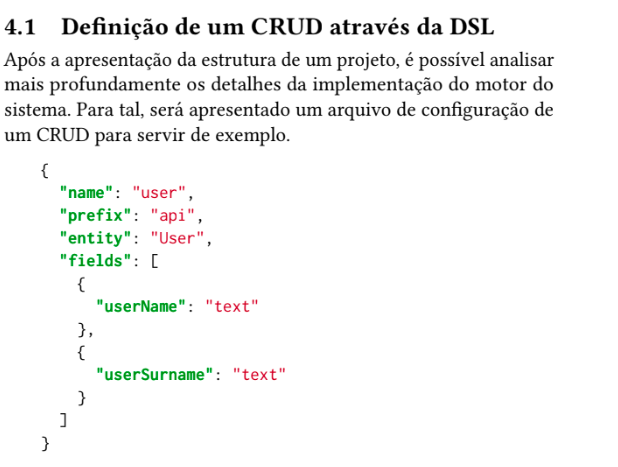 4.1 Definição de um CRUD através da DSL
Após a apresentação da estrutura de um projeto, é possível analisar
mais profundamente os detalhes da implementação do motor do
sistema. Para tal, será apresentado um arquivo de configuração de
um CRUD para servir de exemplo.
{
  "name": "user",
  "prefix": "api",
  "entity": "User",
  "fields": [
    {
      "userName": "text"
    },
    {
      "userSurname": "text"
    }
  ]
}